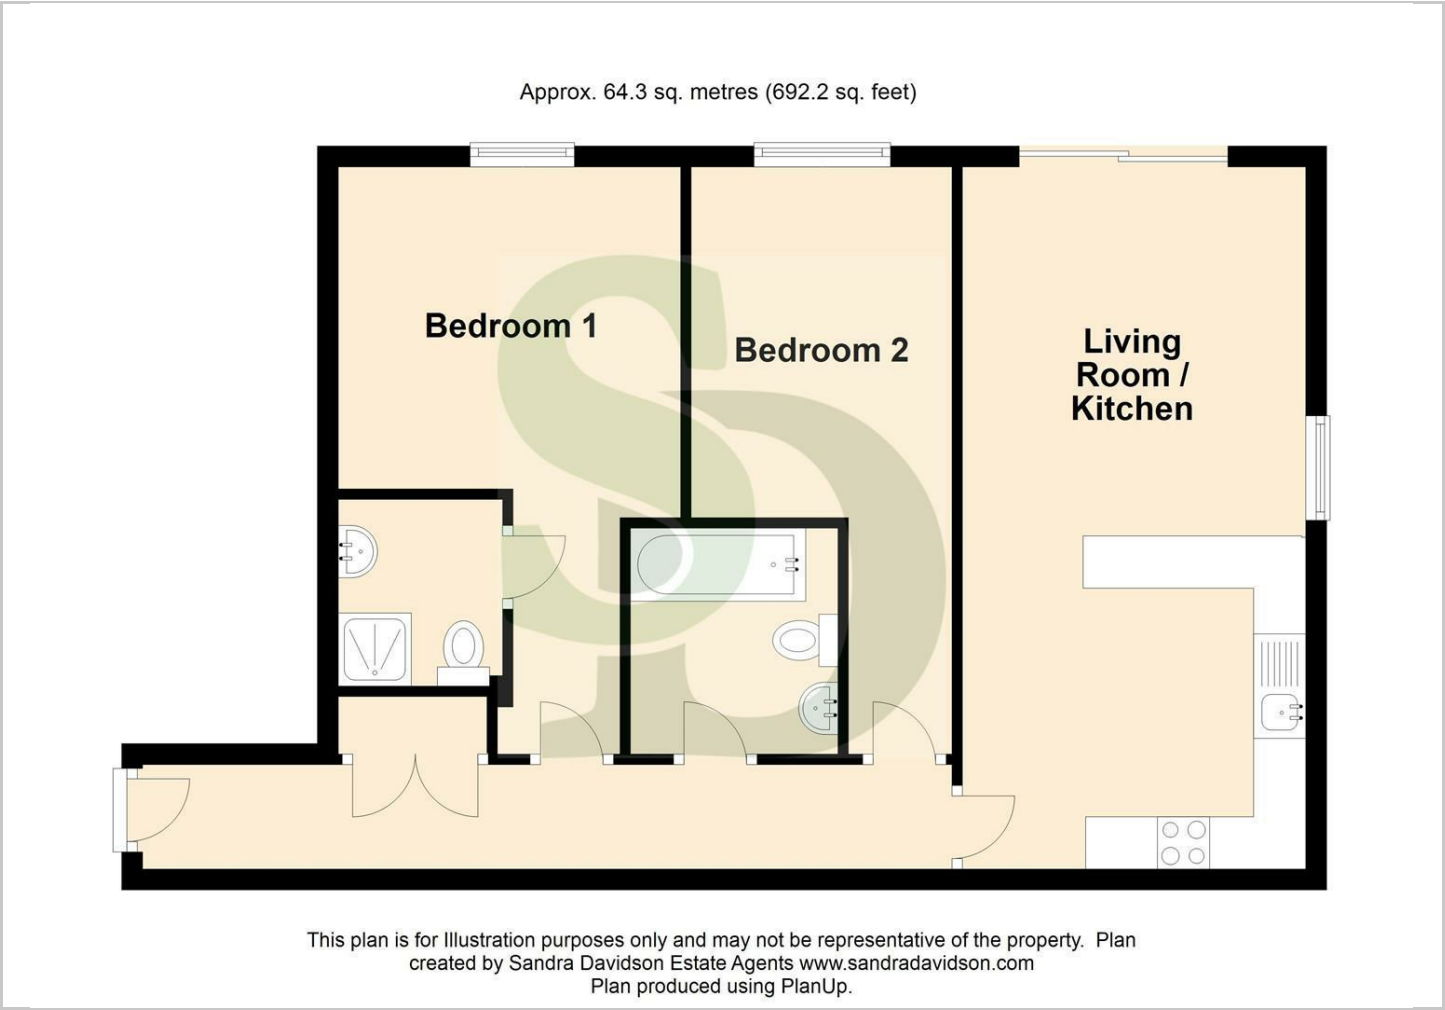 Approx. 64.3 sq. metres (692.2 sq. feet)
Bedroom 1
Bedroom 2
Living
Room /
Kitchen
SD
This plan is for Illustration purposes only and may not be representative of the property.  Plan
created by Sandra Davidson Estate Agents www.sandradavidson.com
Plan produced using PlanUp.